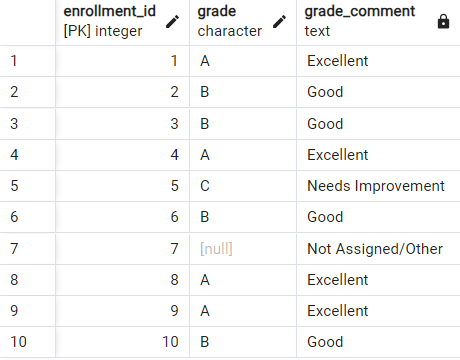 enrollment_id grade grade_comment
[PK] integer character text
1 1 A Excellent
2 2 B Good
3 3 B Good
4 4 A Excellent
5 5 C Needs Improvement
6 6 B Good
7 7 [null] Not Assigned/Other
8 8 A Excellent
9 9 A Excellent
10 10 B Good